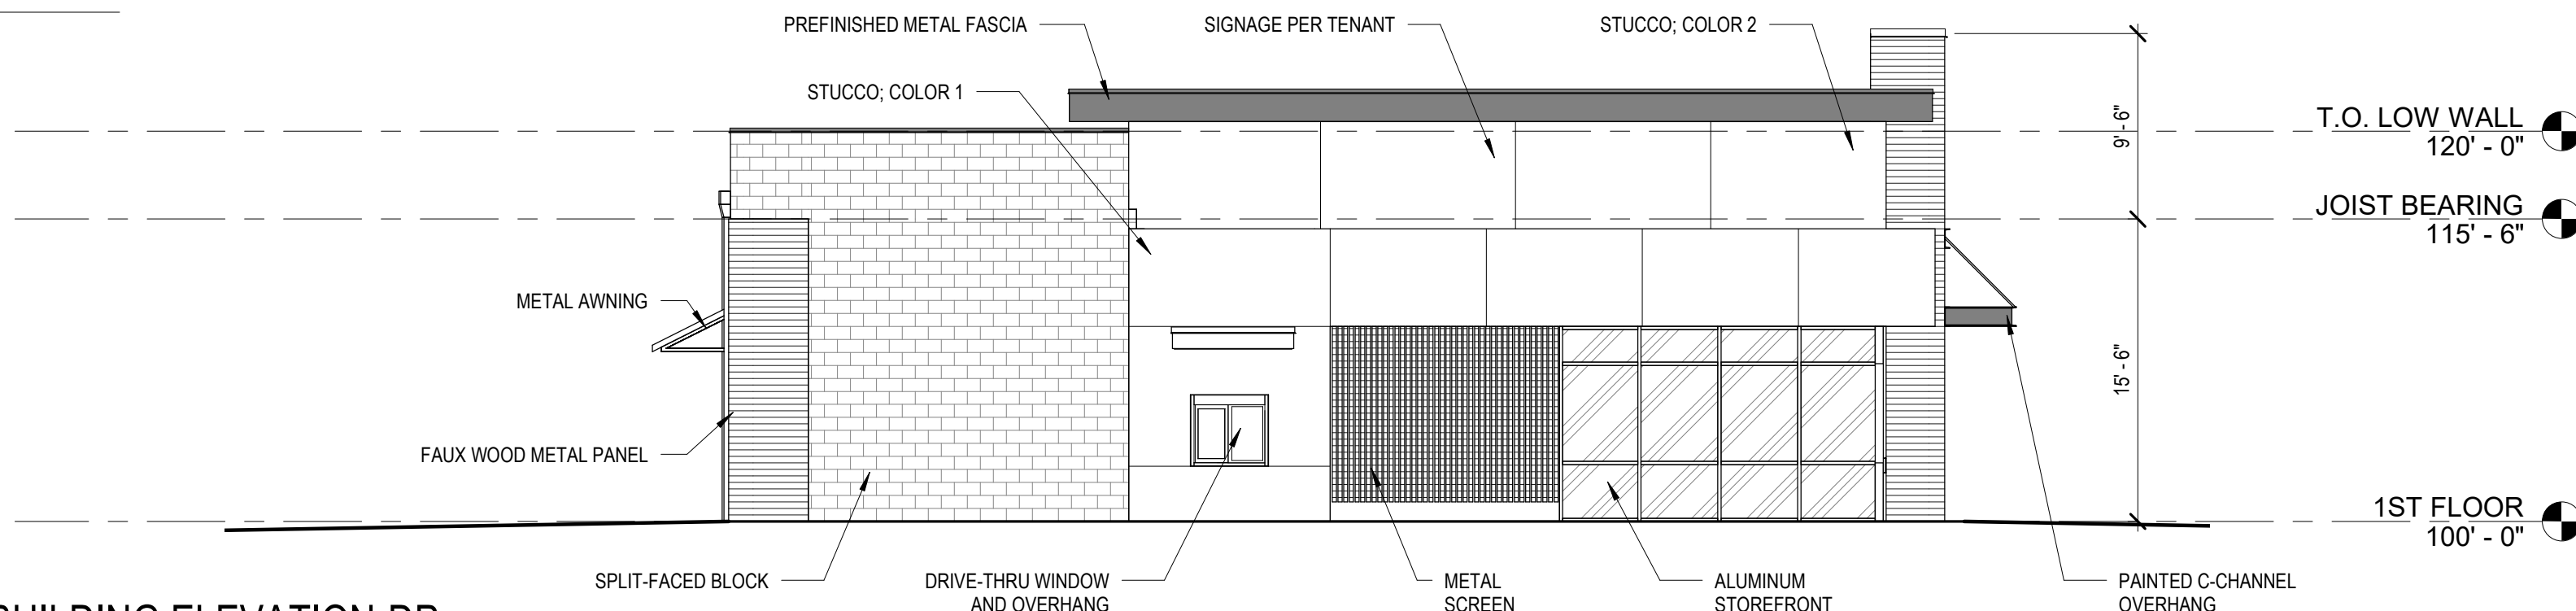 PREFINISHED METAL FASCIA
SIGNAGE PER TENANT
STUCCO; COLOR 2
STUCCO; COLOR 1
9' - 6"
T.O. LOW WALL
120' - 0"
JOIST BEARING
115' - 6"
METAL AWNING
15' - 6"
FAUX WOOD METAL PANEL
1ST FLOOR
100' - 0"
SPLIT-FACED BLOCK
DRIVE-THRU WINDOW
AND OVERHANG
METAL
SCREEN
ALUMINUM
STOREFRONT
PAINTED C-CHANNEL
OVERHANG
BUILDING ELEVATION